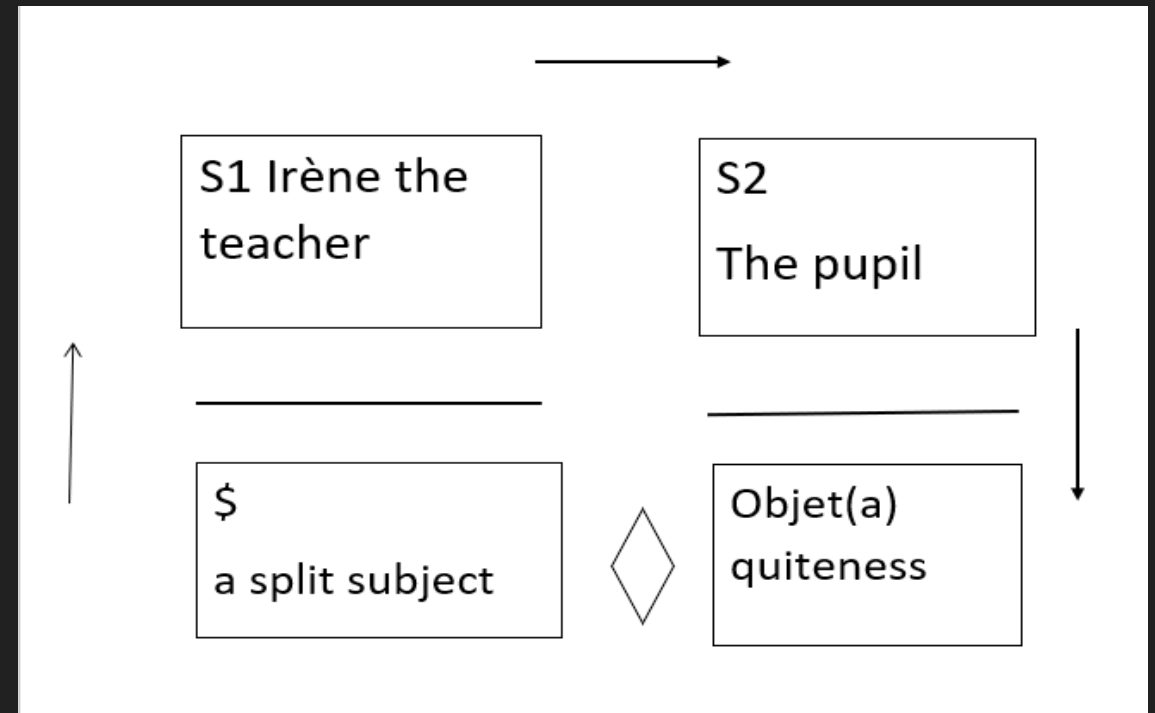 S1 Irène the
teacher
S2
The pupil
$
a split subject
Objet(a)
quiteness